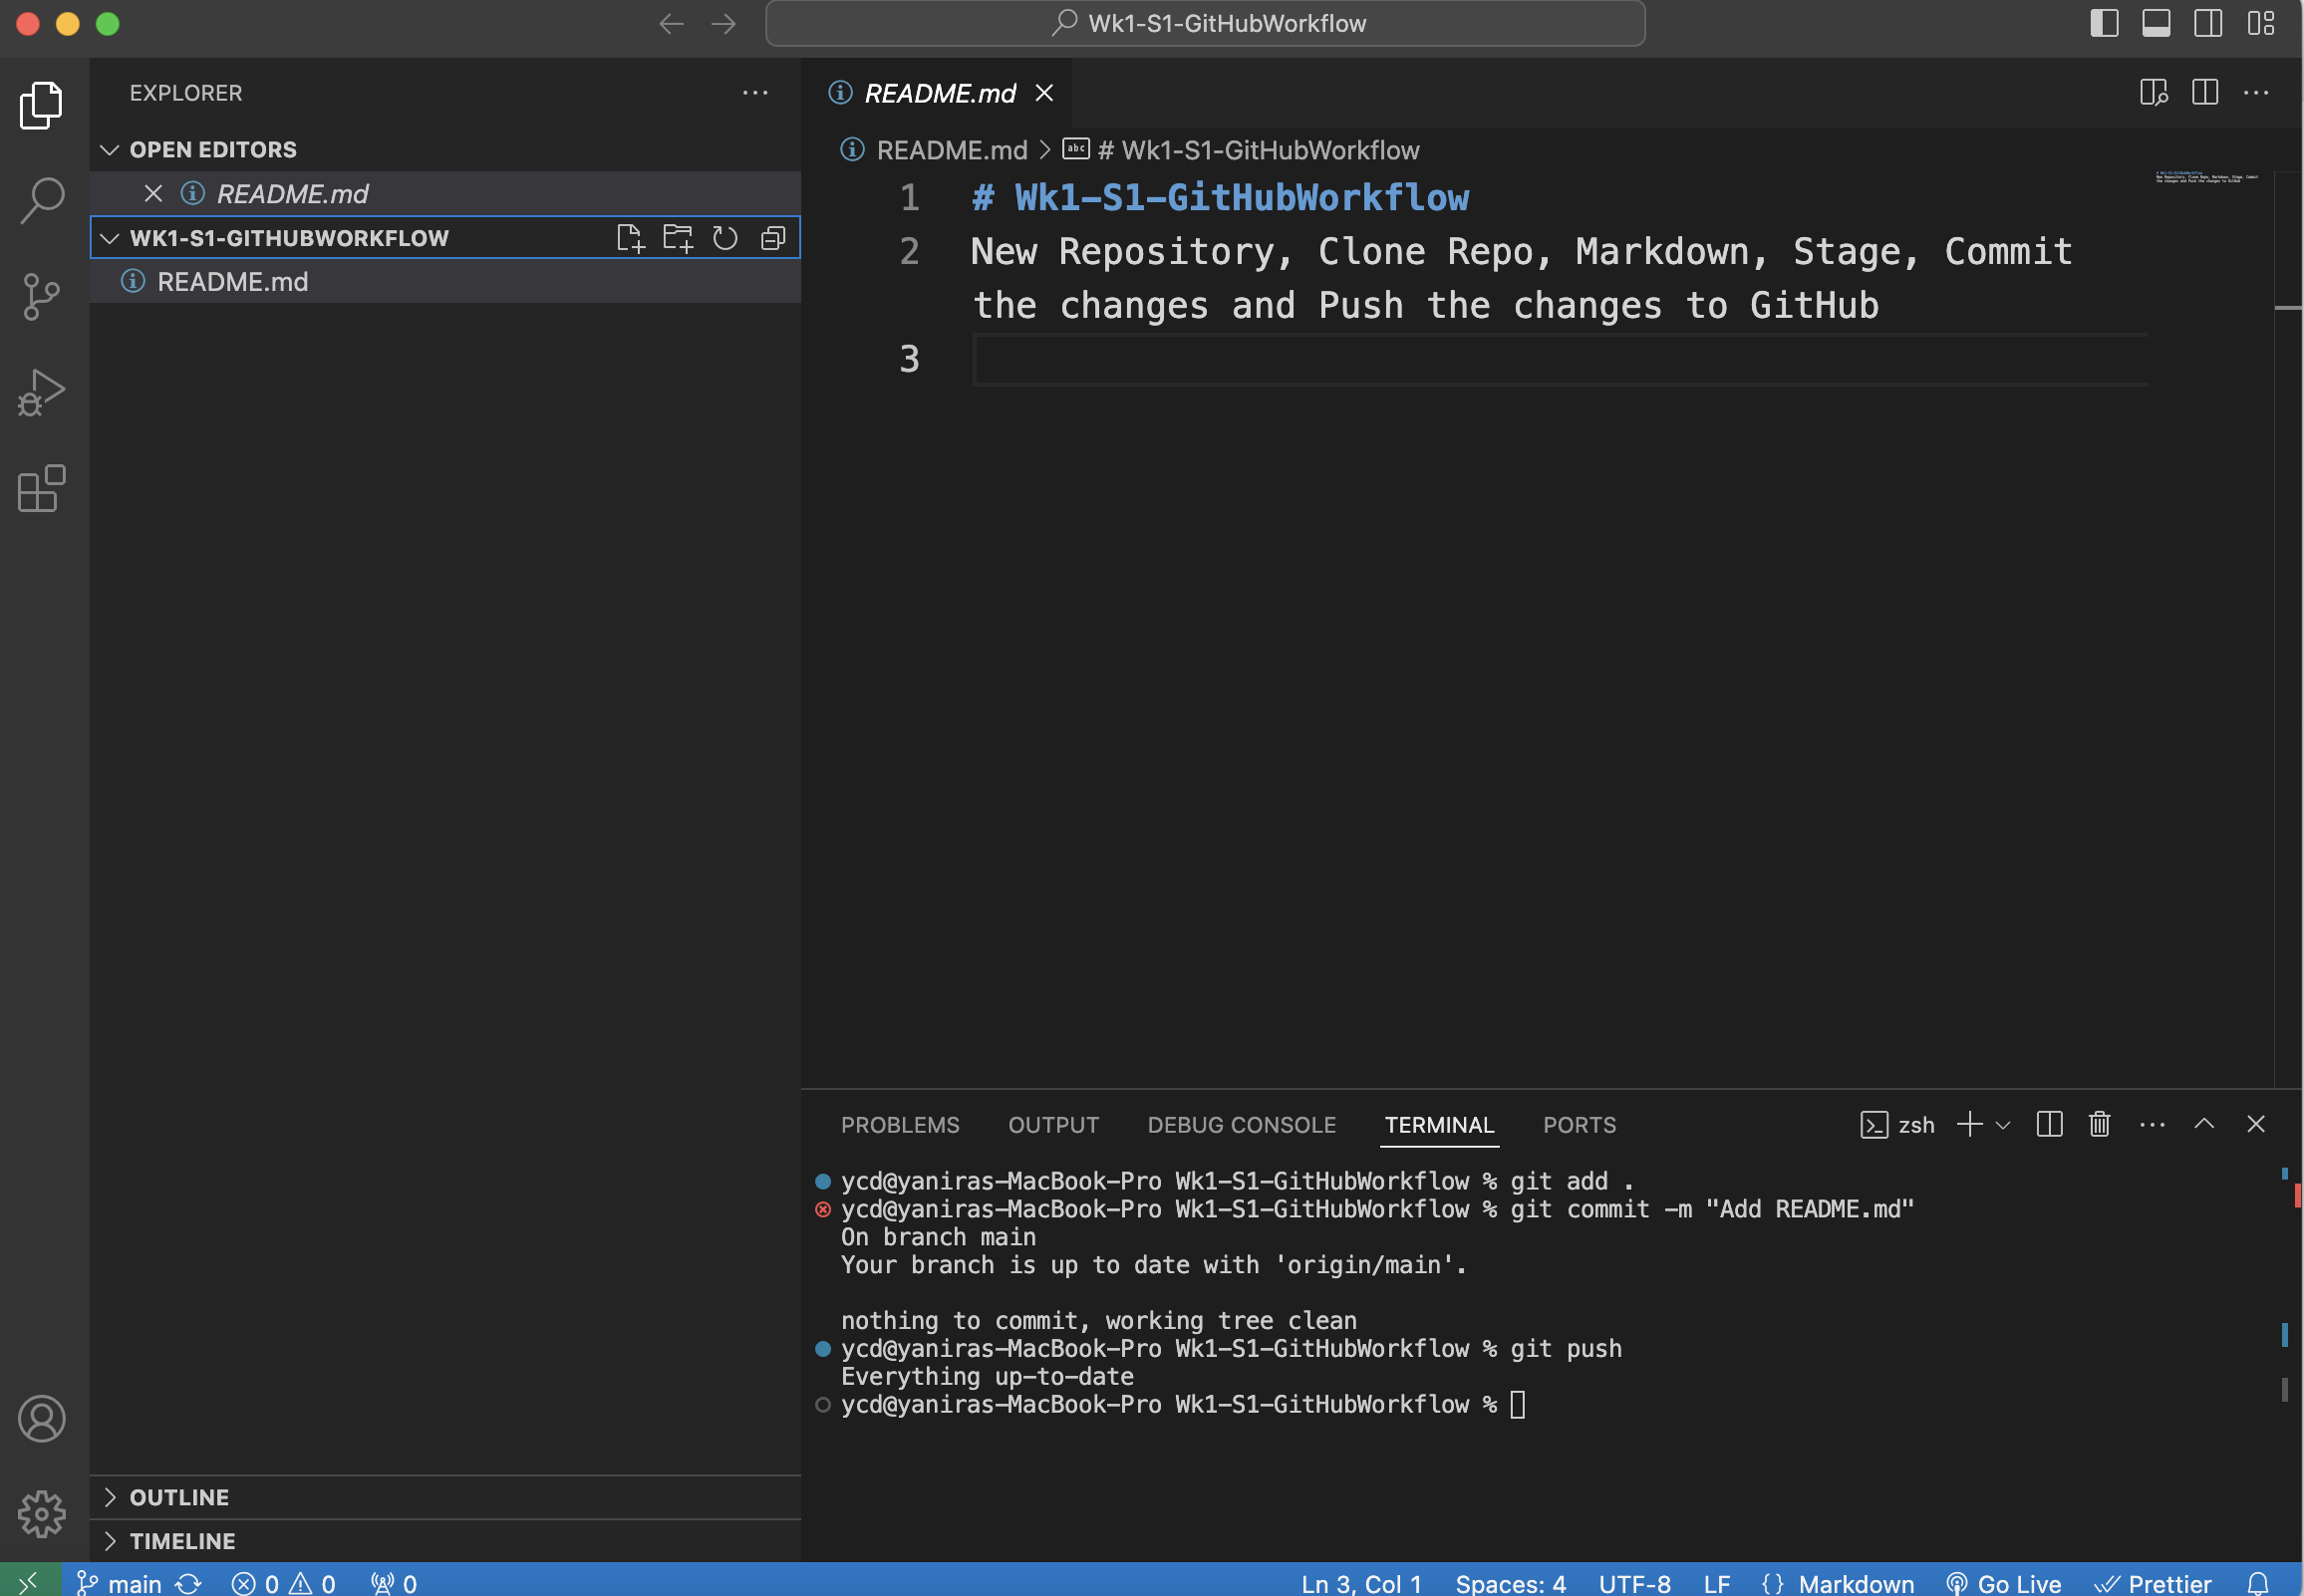 Wk1-S1-GitHubWorkflow
EXPLORER
OPEN EDITORS
README.md
WK1-S1-GITHUBWORKFLOW
README.md
OUTLINE
TIMELINE
README.md
README.md > # Wk1-S1-GitHubWorkflow
1 # Wk1-S1-GitHubWorkflow
2 New Repository, Clone Repo, Markdown, Stage, Commit
the changes and Push the changes to GitHub
3
PROBLEMS OUTPUT DEBUG CONSOLE TERMINAL PORTS zsh
ycd@yaniras-MacBook-Pro Wk1-S1-GitHubWorkflow % git add .
ycd@yaniras-MacBook-Pro Wk1-S1-GitHubWorkflow % git commit -m "Add README.md"
On branch main
Your branch is up to date with 'origin/main'.
nothing to commit, working tree clean
ycd@yaniras-MacBook-Pro Wk1-S1-GitHubWorkflow % git push
Everything up-to-date
ycd@yaniras-MacBook-Pro Wk1-S1-GitHubWorkflow %
main 0 0 0 Ln 3, Col 1 Spaces: 4 UTF-8 LF {} Markdown Go Live Prettier